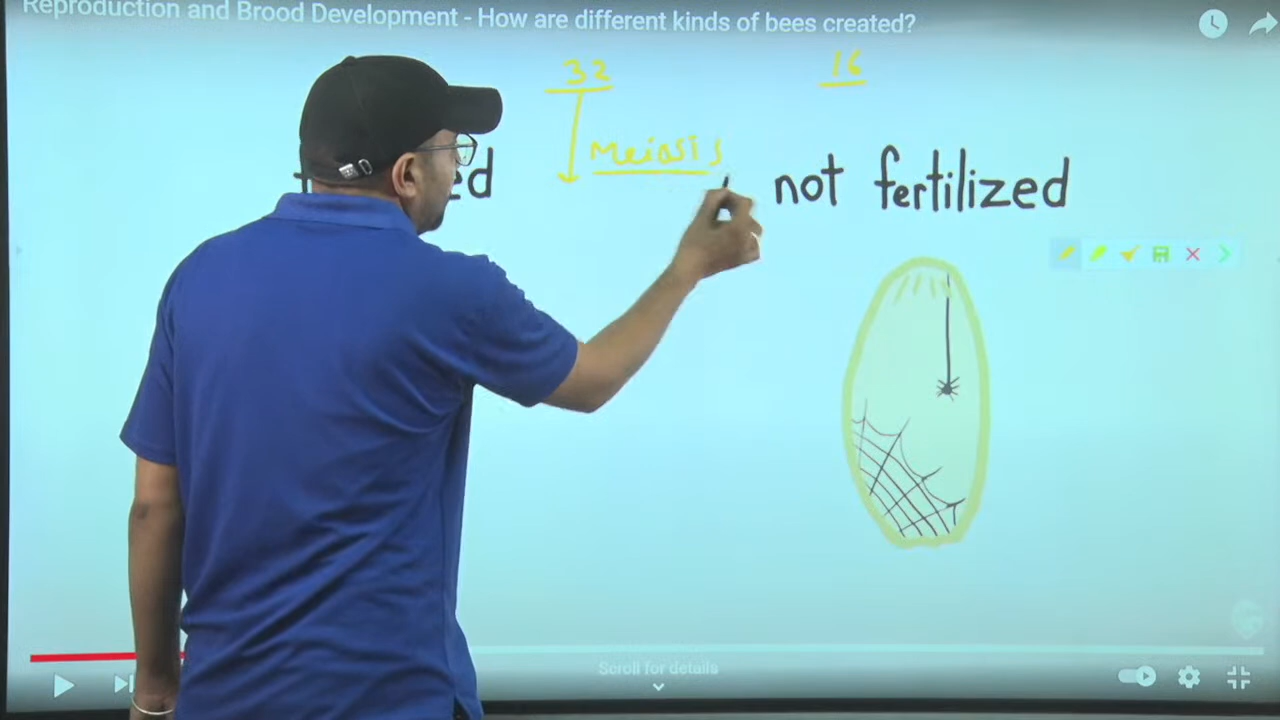 Reproduction and Brood Development - How are different kinds of bees created?
32
16
Meiosis
not fertilized
Scroll for details